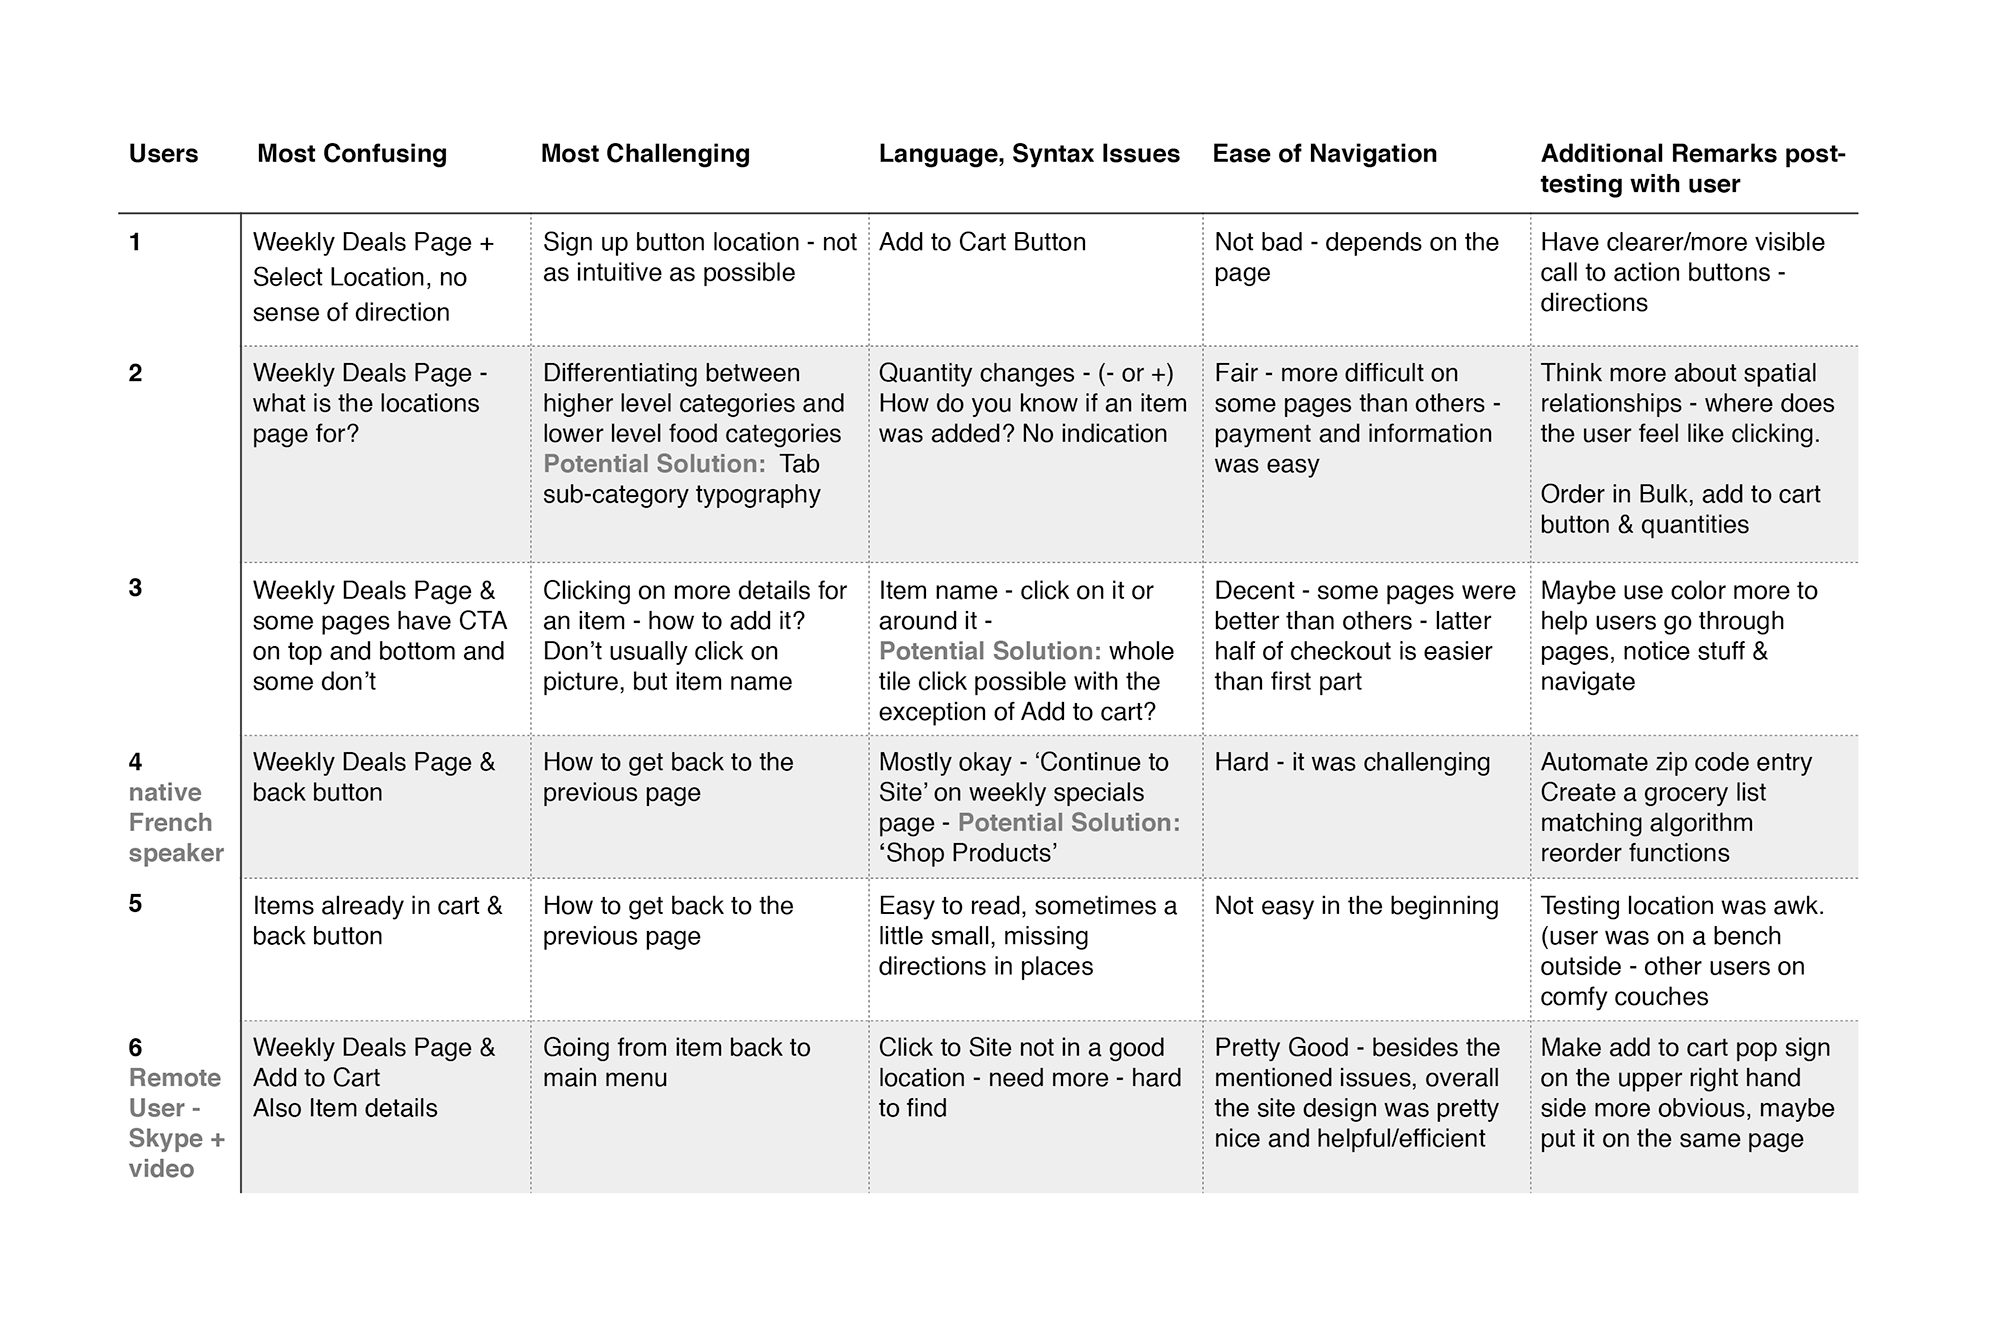 Users
Most Confusing
Most Challenging
Language, Syntax Issues
Ease of Navigation
Additional Remarks post-
testing with user
1
Weekly Deals Page +
Select Location, no
sense of direction
Sign up button location - not
as intuitive as possible
Add to Cart Button
Not bad - depends on the
page
Have clearer/more visible
call to action buttons -
directions
2
Weekly Deals Page -
what is the locations
page for?
Differentiating between
higher level categories and
lower level food categories
Potential Solution:  Tab
sub-category typography
Quantity changes - (- or +)
How do you know if an item
was added? No indication
Fair - more difficult on
some pages than others -
payment and information
was easy
Think more about spatial
relationships - where does
the user feel like clicking.
Order in Bulk, add to cart
button & quantities
3
Weekly Deals Page &
some pages have CTA
on top and bottom and
some don’t
Clicking on more details for
an item - how to add it?
Don’t usually click on
picture, but item name
Item name - click on it or
around it -
Potential Solution: whole
tile click possible with the
exception of Add to cart?
Decent - some pages were
better than others - latter
half of checkout is easier
than first part
Maybe use color more to
help users go through
pages, notice stuff &
navigate
4
native
French
speaker
Weekly Deals Page &
back button
How to get back to the
previous page
Mostly okay - ‘Continue to
Site’ on weekly specials
page - Potential Solution:
‘Shop Products’
Hard - it was challenging
Automate zip code entry
Create a grocery list
matching algorithm
reorder functions
5
Items already in cart &
back button
How to get back to the
previous page
Easy to read, sometimes a
little small, missing
directions in places
Not easy in the beginning
Testing location was awk.
(user was on a bench
outside - other users on
comfy couches
6
Remote
User -
Skype +
video
Weekly Deals Page &
Add to Cart
Also Item details
Going from item back to
main menu
Click to Site not in a good
location - need more - hard
to find
Pretty Good - besides the
mentioned issues, overall
the site design was pretty
nice and helpful/efficient
Make add to cart pop sign
on the upper right hand
side more obvious, maybe
put it on the same page